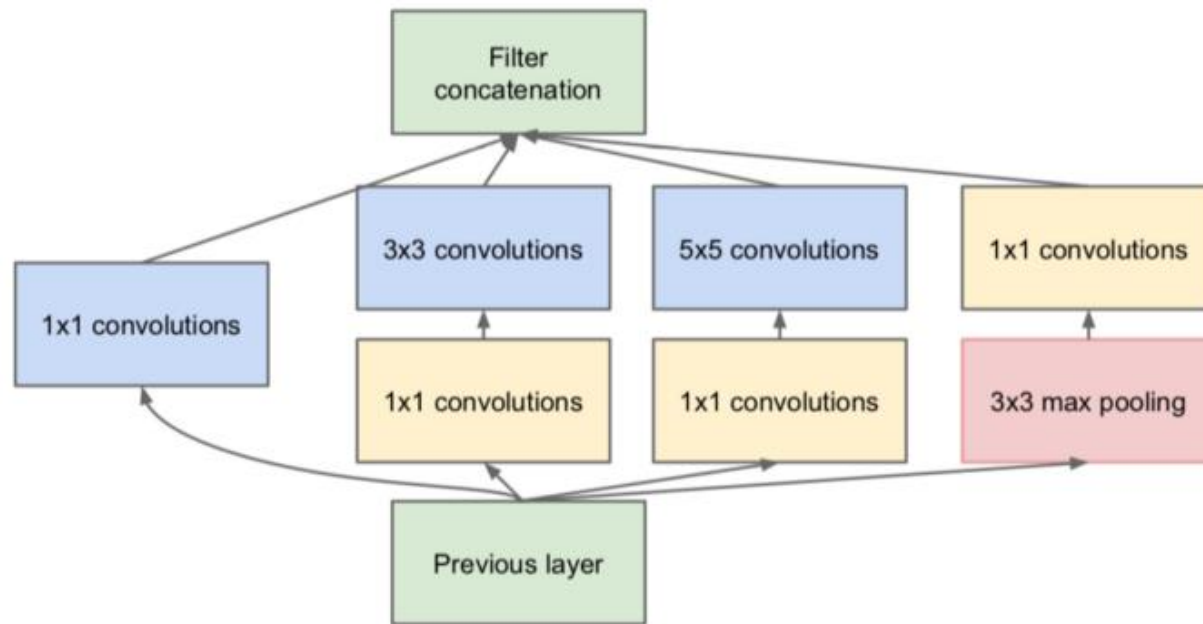 Filter
concatenation
3x3 convolutions
5x5 convolutions
1x1 convolutions
1x1 convolutions
1x1 convolutions
1x1 convolutions
3x3 max pooling
Previous layer